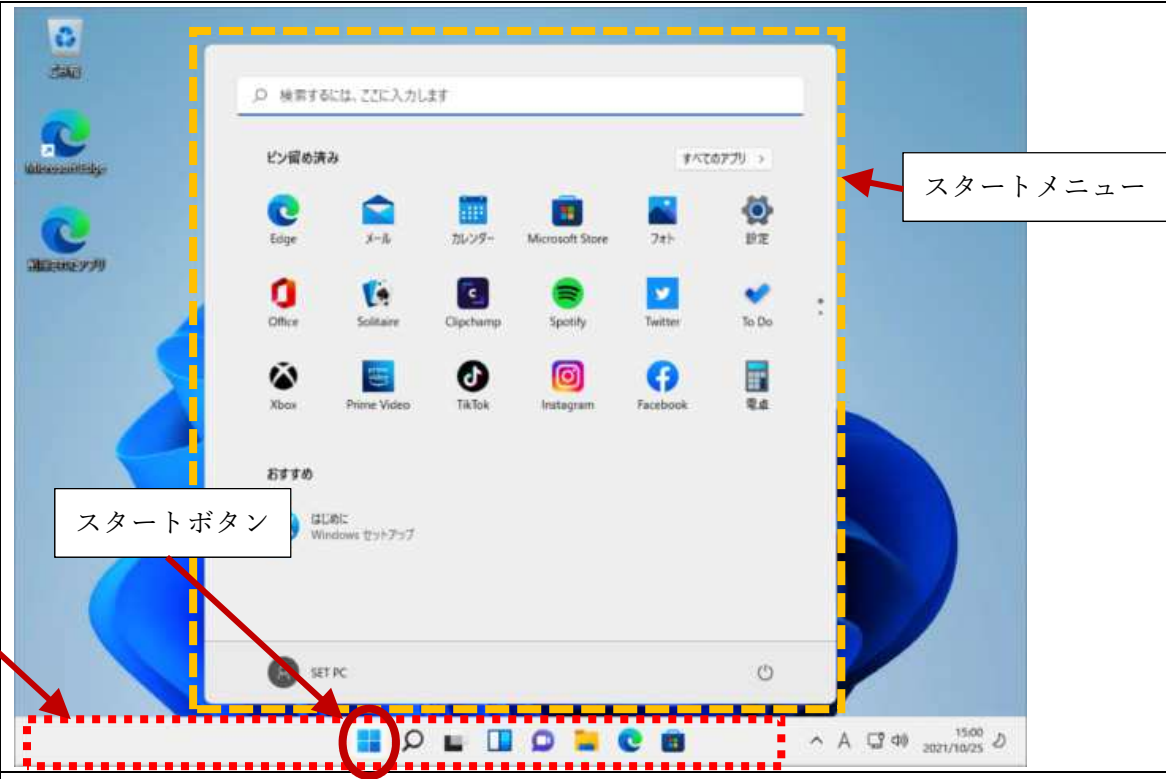 検索するには、ここに入力します
ピン留め済み
すべてのアプリ >
スタートメニュー
Microsoft Edge
Edge
メール
カレンダー
Microsoft Store
フォト
設定
Office
Solitaire
Clipchamp
Spotify
Twitter
To Do
Xbox
Prime Video
TikTok
Instagram
Facebook
電卓
おすすめ
スタートボタン
はじめに
Windows セットアップ
SET PC
A
15:00
2021/10/25